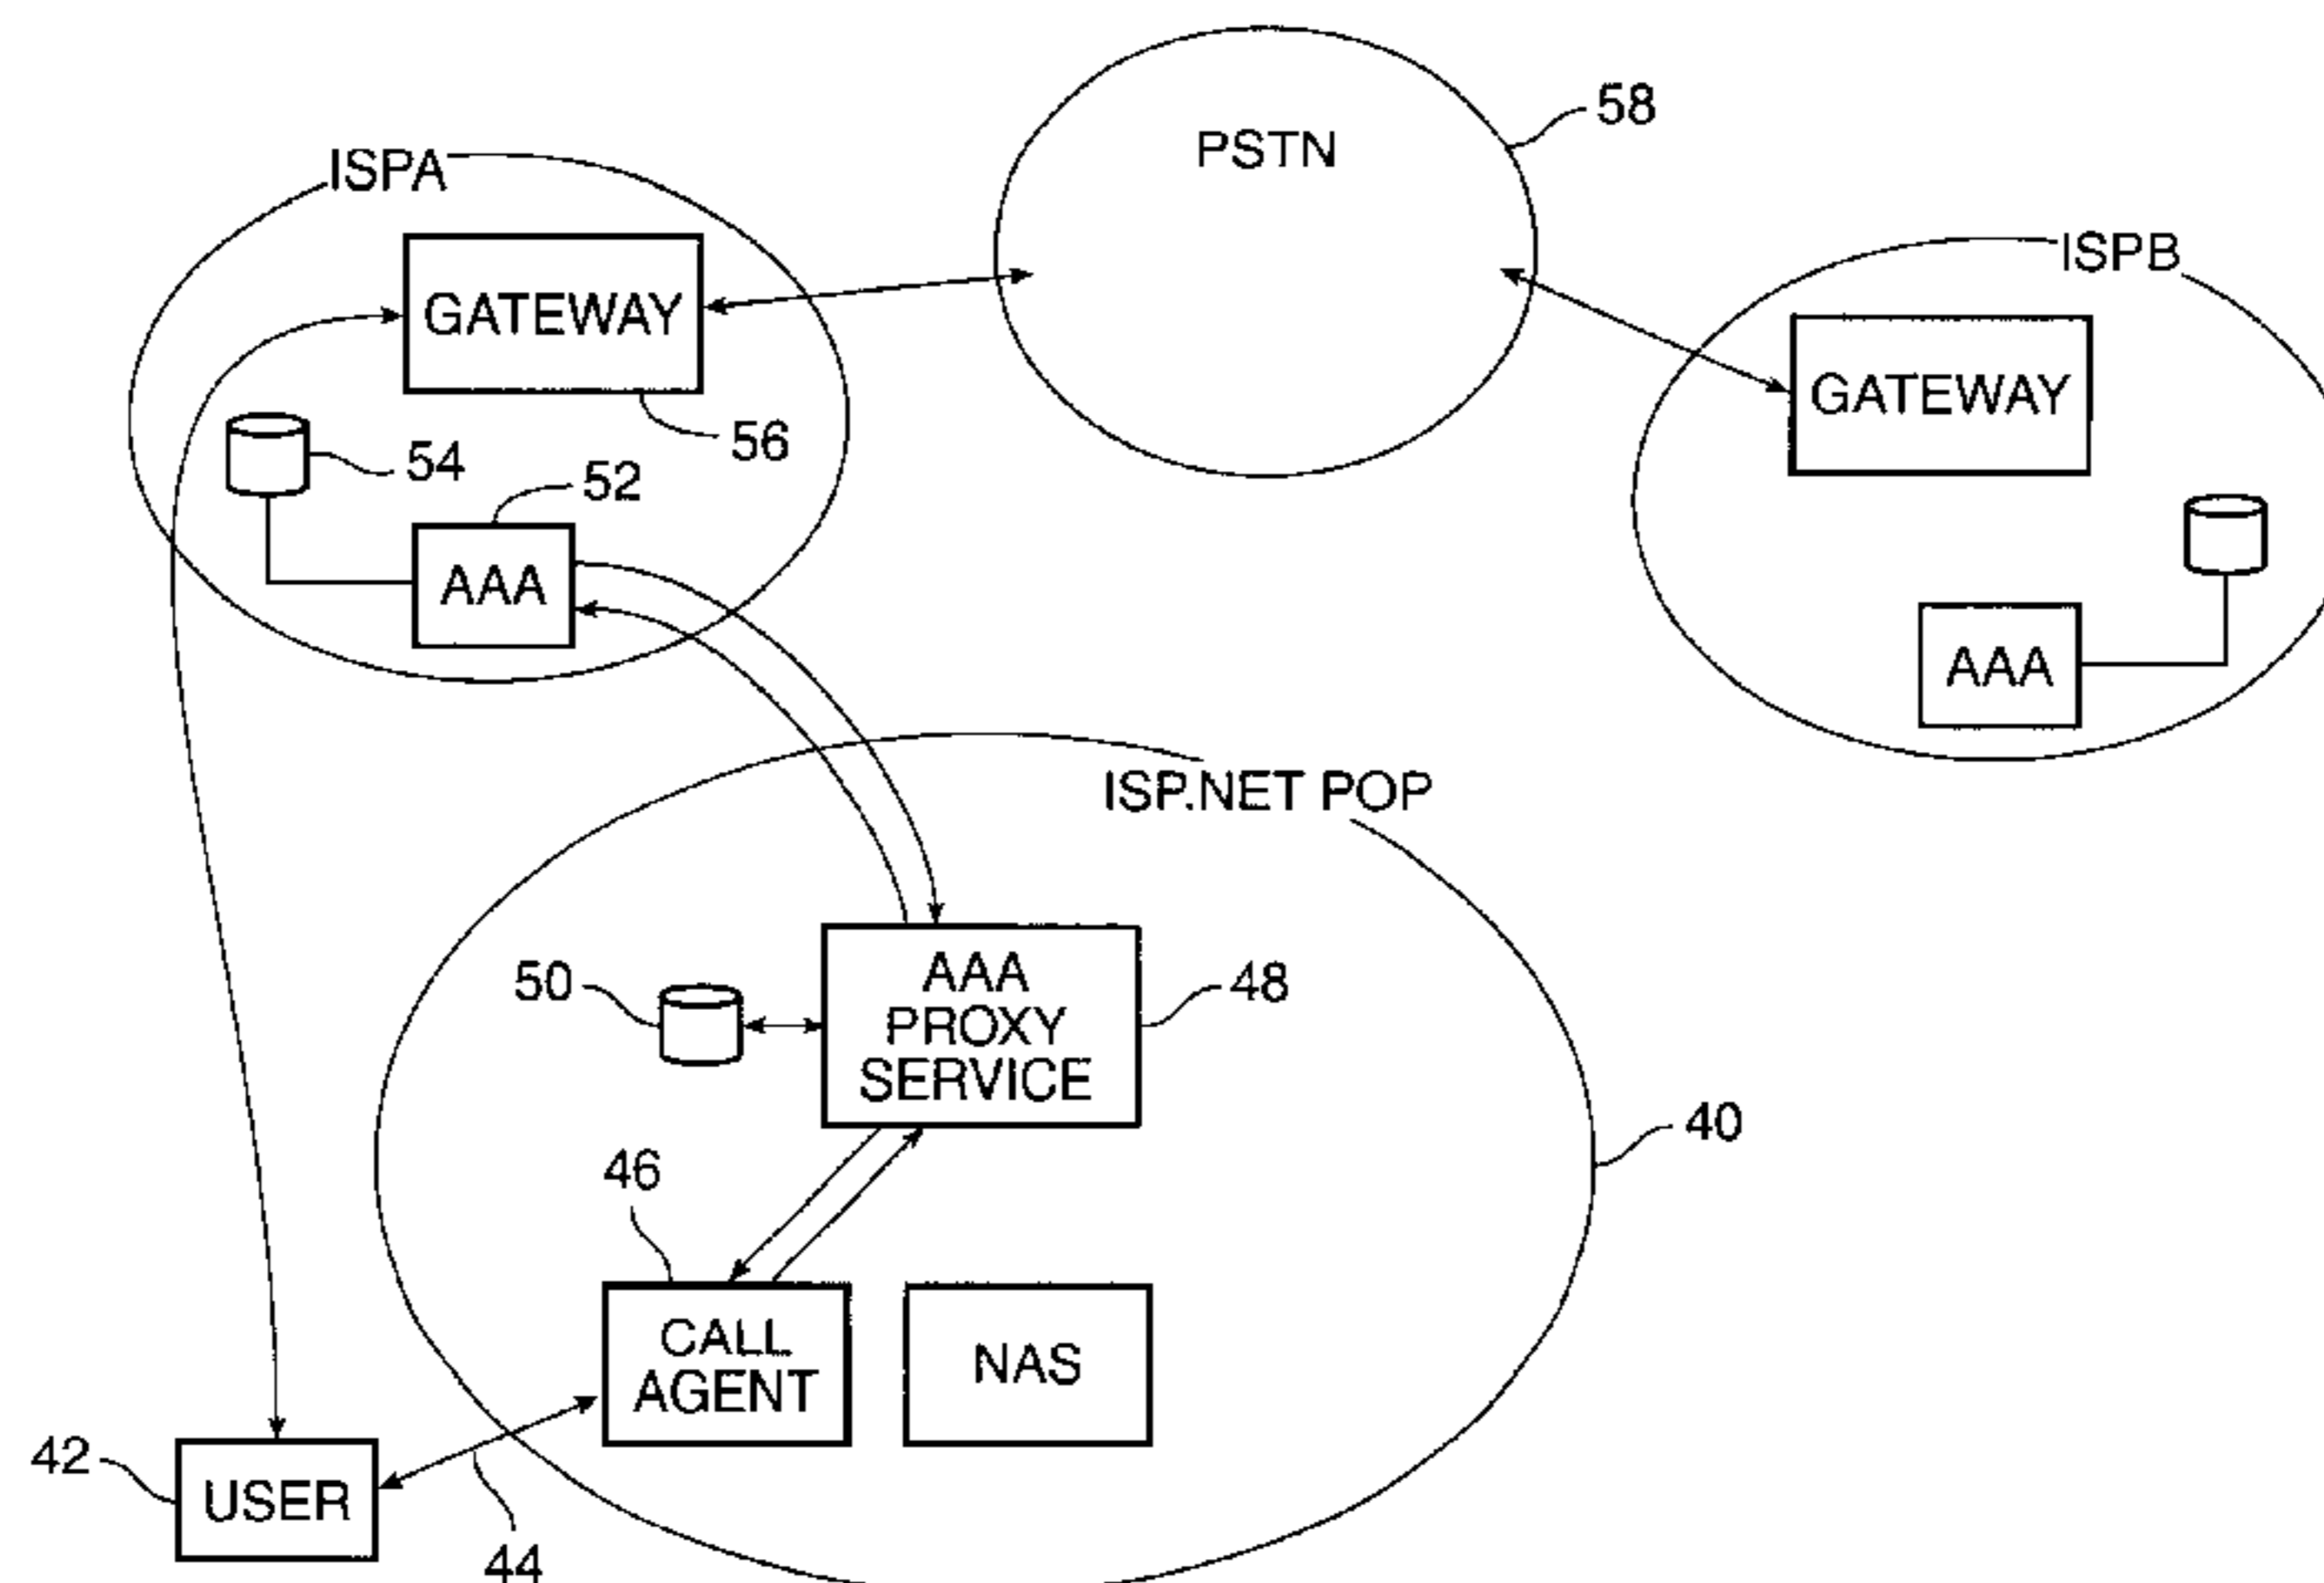 58
PSTN
ISPA
ISPB
GATEWAY
GATEWAY
56
54
52
AAA
AAA
ISP.NET POP
50
AAA
PROXY
SERVICE
48
40
46
CALL
AGENT
NAS
42
USER
44